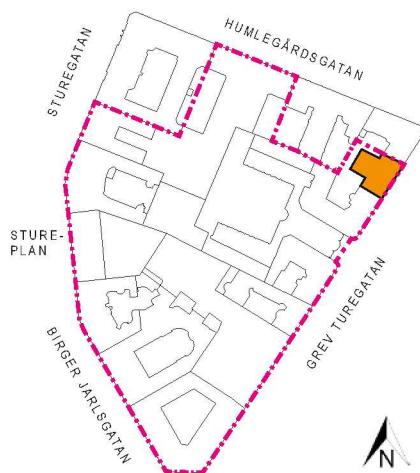 HUMLEGÅRDSGATAN
STUREGATAN
STURE-
PLAN
GREV TUREGATAN
BIRGER JARLSGATAN
N